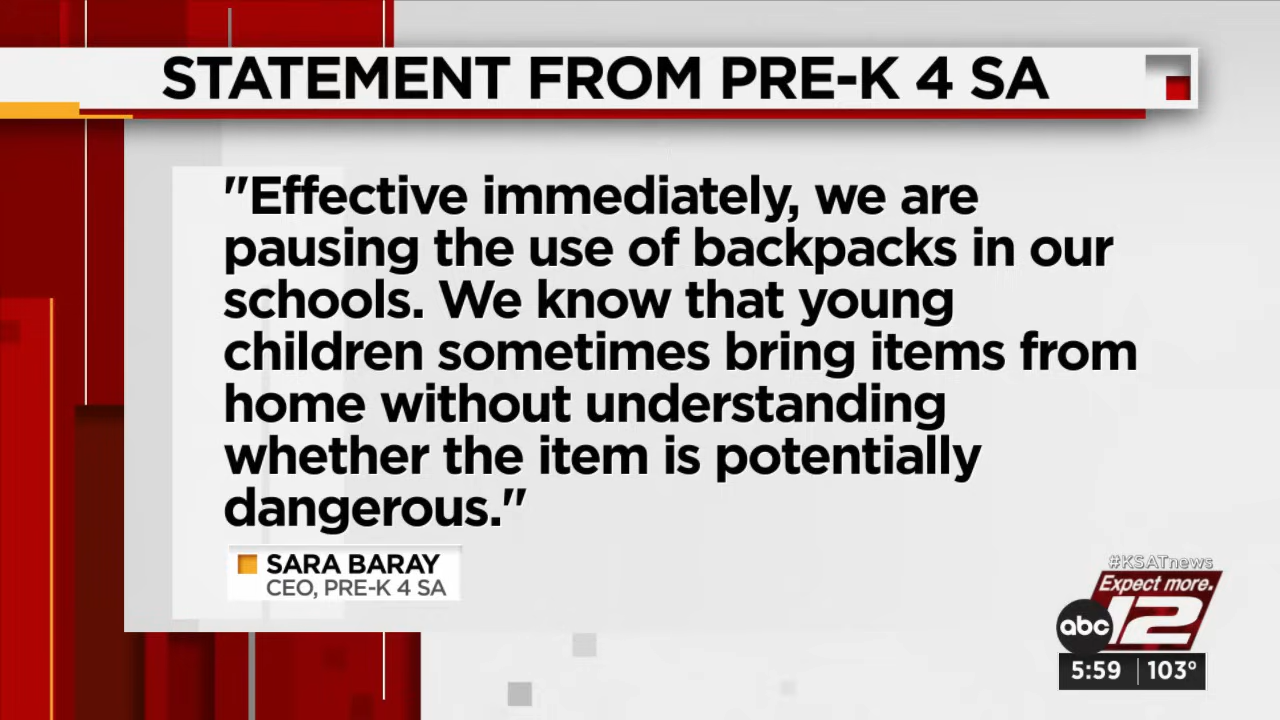 STATEMENT FROM PRE-K 4 SA
"Effective immediately, we are
pausing the use of backpacks in our
schools. We know that young
children sometimes bring items from
home without understanding
whether the item is potentially
dangerous."
SARA BARAY
CEO, PRE-K 4 SA
#KSATnews
Expect more.
abc 12
5:59 103°